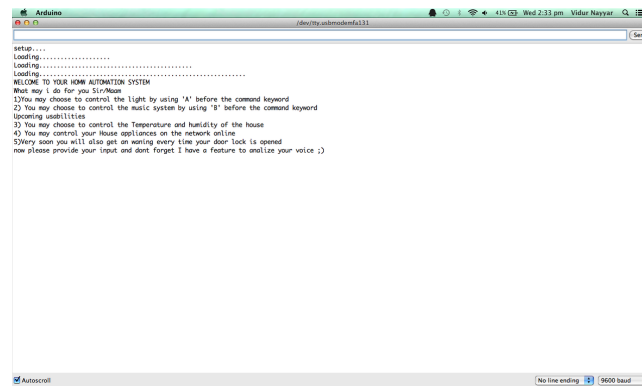 Arduino 41% Wed 2:33 pm Vidur Nayyar
/dev/tty.usbmodemfa131
Sen
setup....
Loading....................
Loading...........................................
Loading..........................................................
WELCOME TO YOUR HOMW AUTOMATION SYSTEM
What may i do for you Sir/Maam
1)You may choose to control the light by using 'A' before the command keyword
2) You may choose to control the music system by using 'B' before the command keyword
Upcoming usabilities
3) You may choose to control the Temperature and humidity of the house
4) You may control your House appliances on the network online
5)Very soon you will also get an waning every time your door lock is opened
now please provide your input and dont forget I have a feature to analize your voice ;)
Autoscroll No line ending 9600 baud